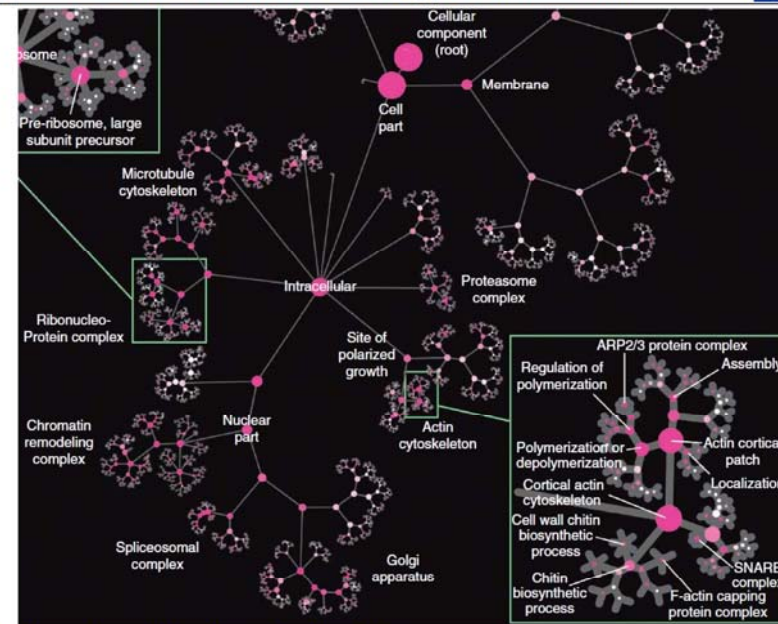 Cellular
component
(root)
Cell
part
Membrane
osome
Pre-ribosome, large
subunit precursor
Microtubule
cytoskeleton
Intracellular
Proteasome
complex
Ribonucleo-
Protein complex
Site of
polarized
growth
Actin
cytoskeleton
Nuclear
part
Chromatin
remodeling
complex
Spliceosomal
complex
Golgi
apparatus
ARP2/3 protein complex
Regulation of
polymerization
Assembly
Polymerization or
depolymerization
Actin cortical
patch
Localization
Cortical actin
cytoskeleton
Cell wall chitin
biosynthetic
process
Chitin
biosynthetic
process
SNARE
complex
F-actin capping
protein complex